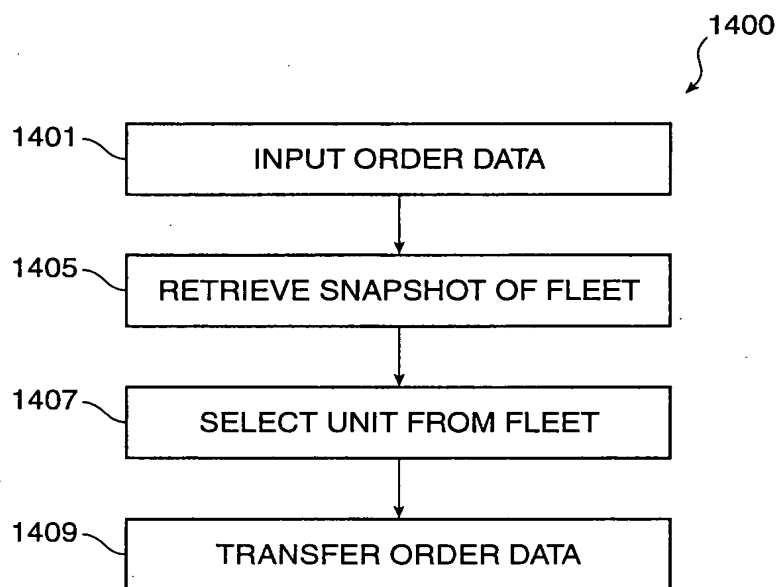 1400
1401
INPUT ORDER DATA
1405
RETRIEVE SNAPSHOT OF FLEET
1407
SELECT UNIT FROM FLEET
1409
TRANSFER ORDER DATA